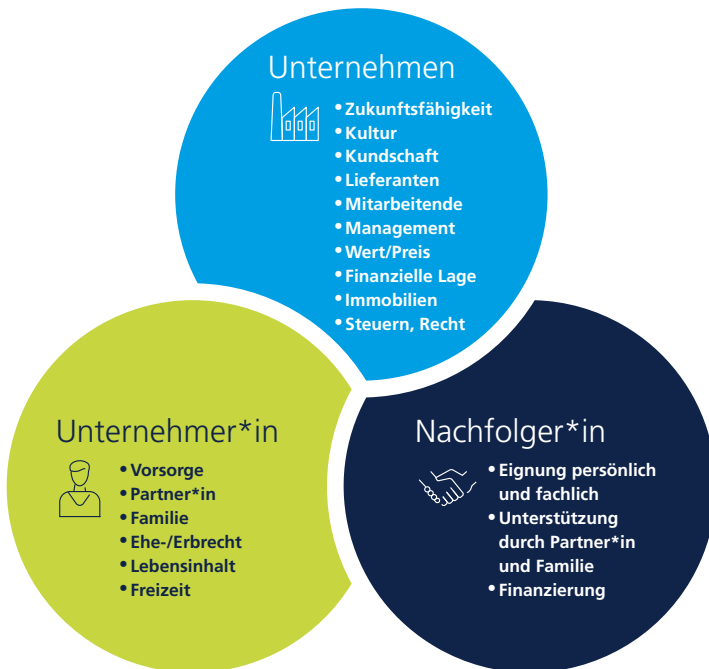 Unternehmen
• Zukunftsfähigkeit
• Kultur
• Kundschaft
• Lieferanten
• Mitarbeitende
• Management
• Wert/Preis
• Finanzielle Lage
• Immobilien
• Steuern, Recht
Unternehmer*in
• Vorsorge
• Partner*in
• Familie
• Ehe-/Erbrecht
• Lebensinhalt
• Freizeit
Nachfolger*in
• Eignung persönlich
und fachlich
• Unterstützung
durch Partner*in
und Familie
• Finanzierung